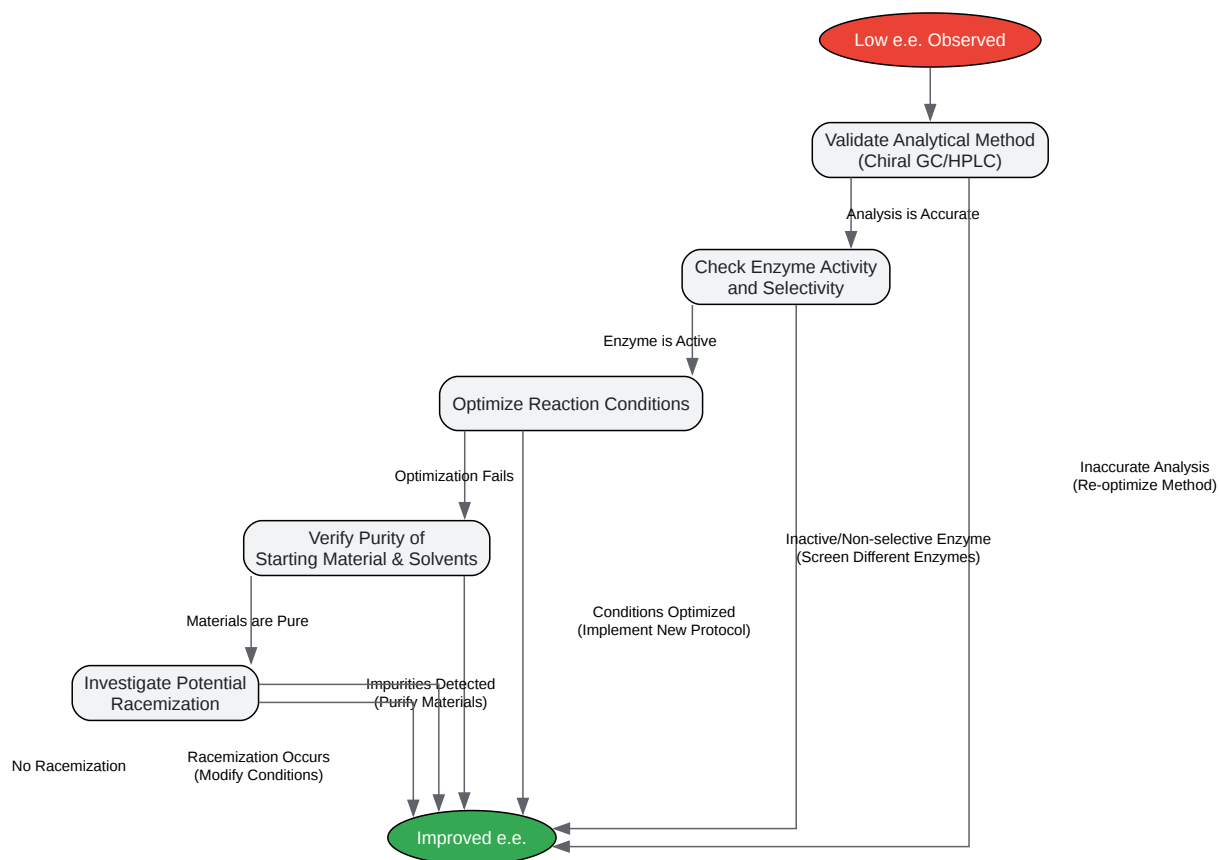 Low e.e. Observed
Validate Analytical Method
(Chiral GC/HPLC)
Analysis is Accurate
Check Enzyme Activity
and Selectivity
Enzyme is Active
Optimize Reaction Conditions
Inaccurate Analysis
(Re-optimize Method)
Optimization Fails
Verify Purity of
Starting Material & Solvents
Inactive/Non-selective Enzyme
(Screen Different Enzymes)
Conditions Optimized
(Implement New Protocol)
Materials are Pure
Investigate Potential
Racemization
Impurities Detected
(Purify Materials)
No Racemization
Racemization Occurs
(Modify Conditions)
Improved e.e.